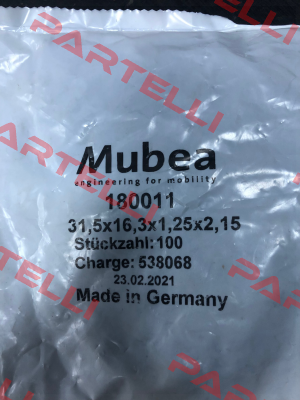 PARTELLI
PARTELLI
Mubea
engineering for mobility
180011
31,5x16,3x1,25x2,15
Stückzahl:100
Charge: 538068
23.02.2021
Made in Germany
PARTELLI
PARTELLI